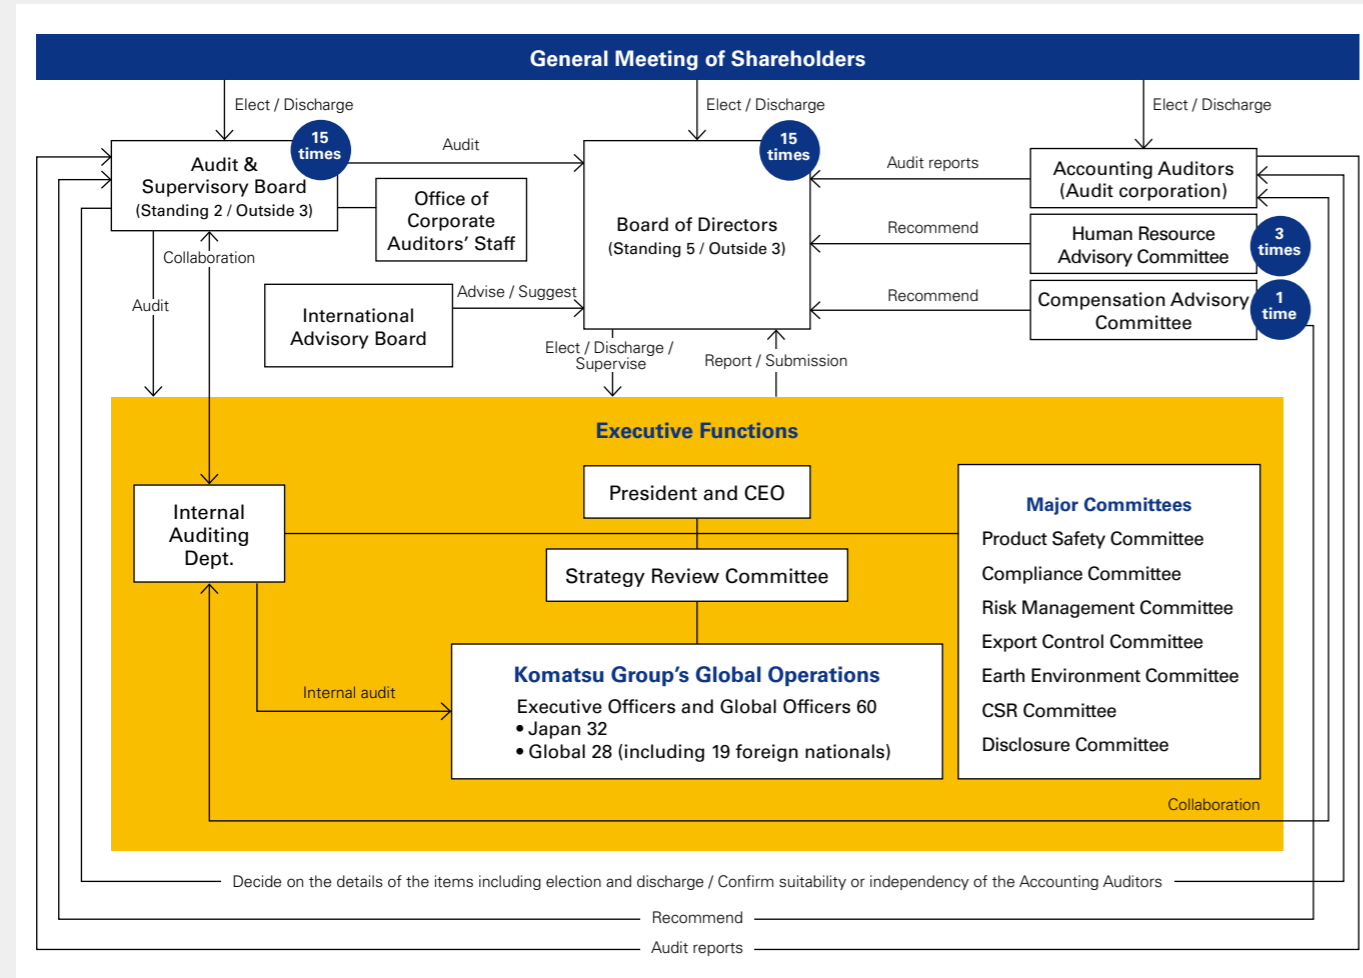 General Meeting of Shareholders
Elect / Discharge
Elect / Discharge
Elect / Discharge
15
times
Audit &
Supervisory Board
(Standing 2 / Outside 3)
Audit
Office of
Corporate
Auditors’ Staff
15
times
Board of Directors
(Standing 5 / Outside 3)
Audit reports
Accounting Auditors
(Audit corporation)
Recommend
Human Resource
Advisory Committee
3
times
Recommend
Compensation Advisory
Committee
1
time
Collaboration
Audit
International
Advisory Board
Advise / Suggest
Elect / Discharge /
Supervise
Report / Submission
Executive Functions
Internal
Auditing
Dept.
President and CEO
Strategy Review Committee
Internal audit
Komatsu Group’s Global Operations
Executive Officers and Global Officers 60
• Japan 32
• Global 28 (including 19 foreign nationals)
Major Committees
Product Safety Committee
Compliance Committee
Risk Management Committee
Export Control Committee
Earth Environment Committee
CSR Committee
Disclosure Committee
Collaboration
Decide on the details of the items including election and discharge / Confirm suitability or independency of the Accounting Auditors
Recommend
Audit reports